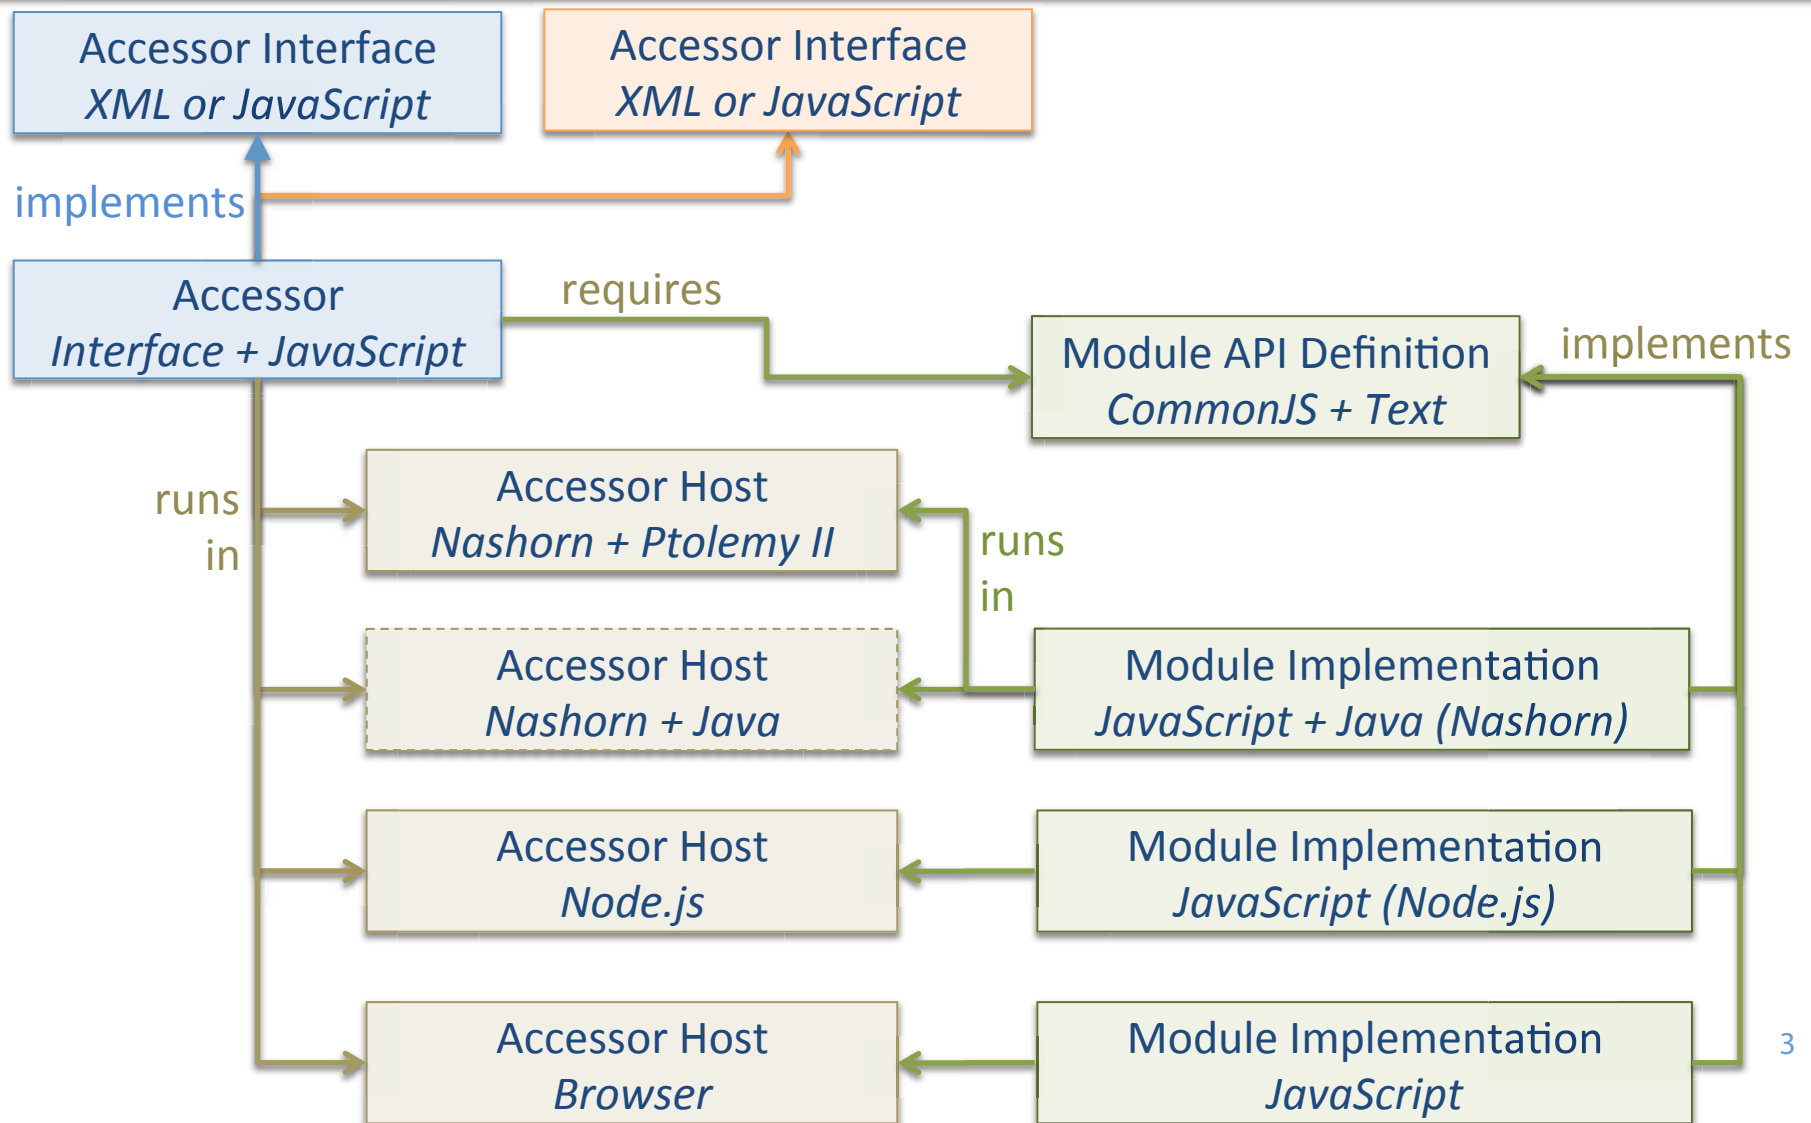 Accessor Interface
XML or JavaScript
Accessor Interface
XML or JavaScript
implements
Accessor
Interface + JavaScript
requires
Module API Definition
CommonJS + Text
implements
runs
in
Accessor Host
Nashorn + Ptolemy II
runs
in
Accessor Host
Nashorn + Java
Module Implementation
JavaScript + Java (Nashorn)
Accessor Host
Node.js
Module Implementation
JavaScript (Node.js)
Accessor Host
Browser
Module Implementation
JavaScript
3